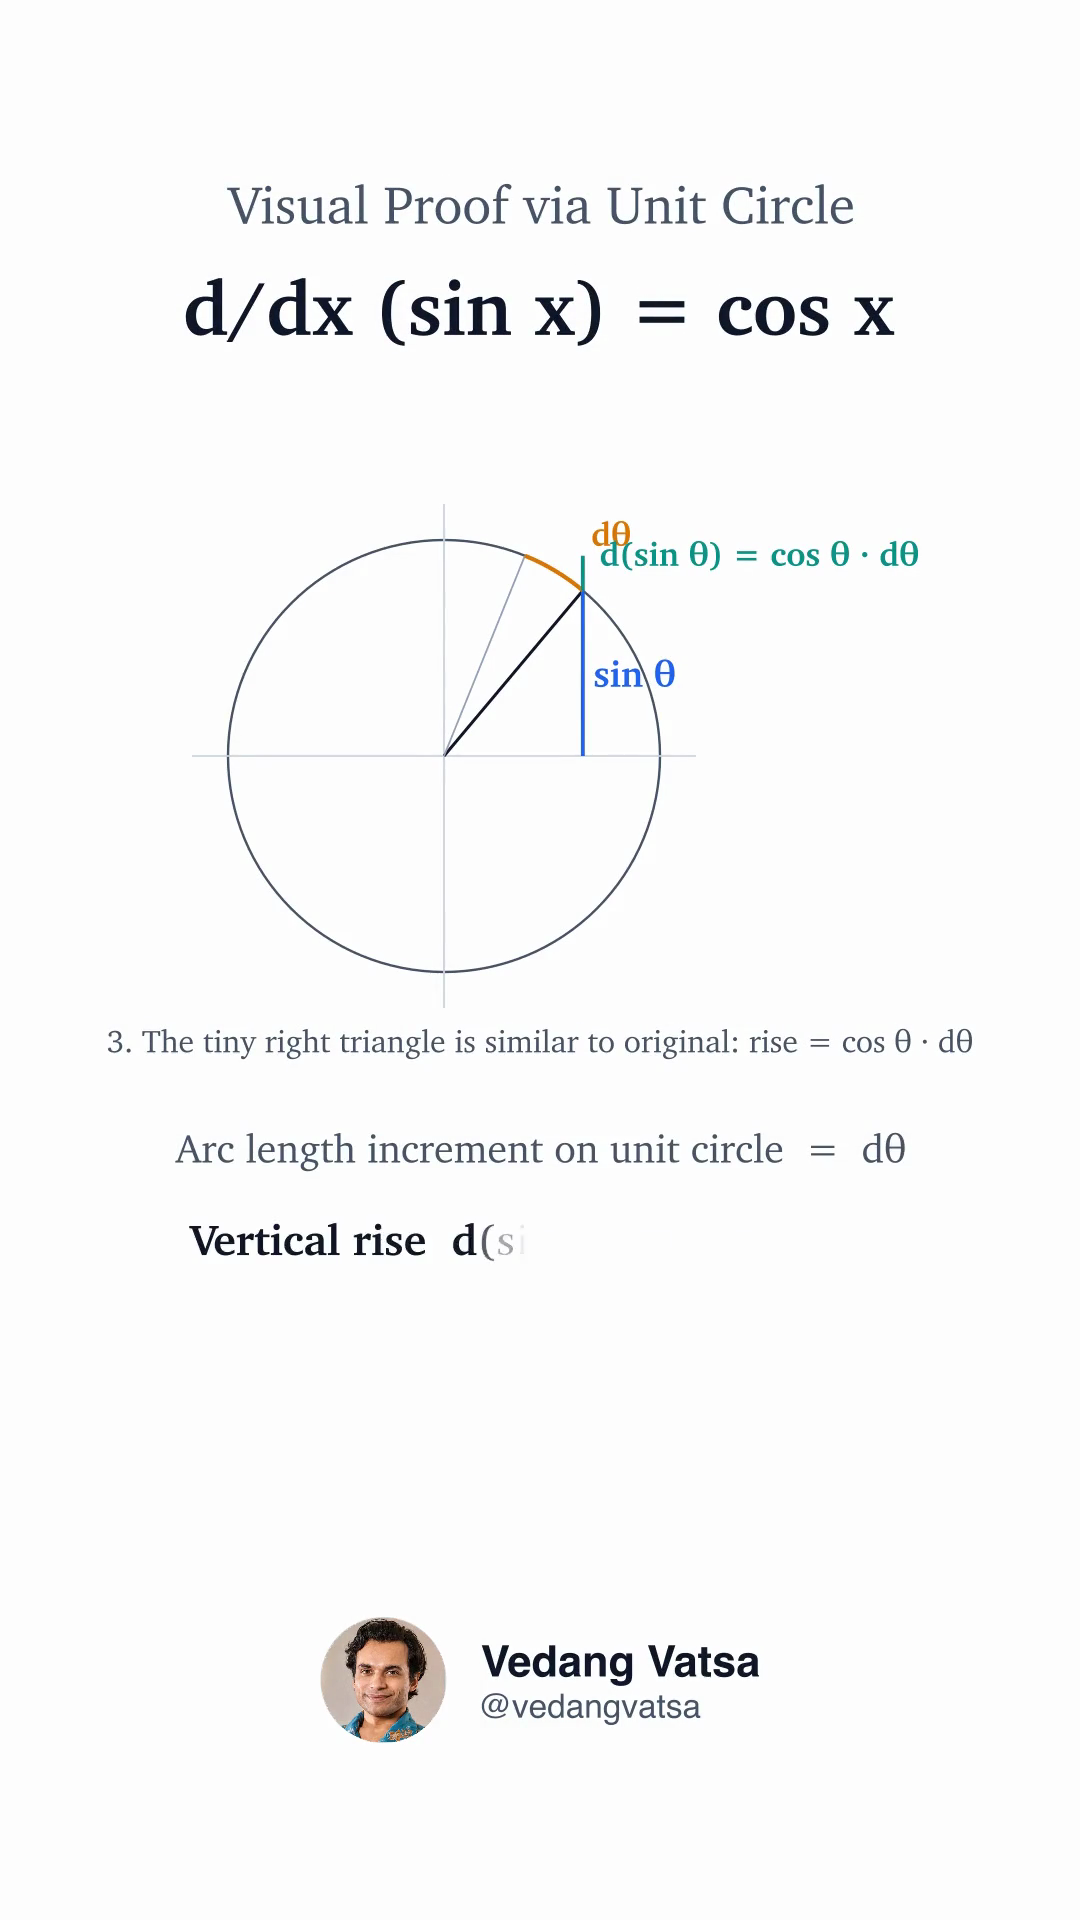 Visual Proof via Unit Circle
d/dx (sin x) = cos x
dθ
d(sin θ) = cos θ · dθ
sin θ
3. The tiny right triangle is similar to original: rise = cos θ · dθ
Arc length increment on unit circle = dθ
Vertical rise d(si
Vedang Vatsa
@vedangvatsa